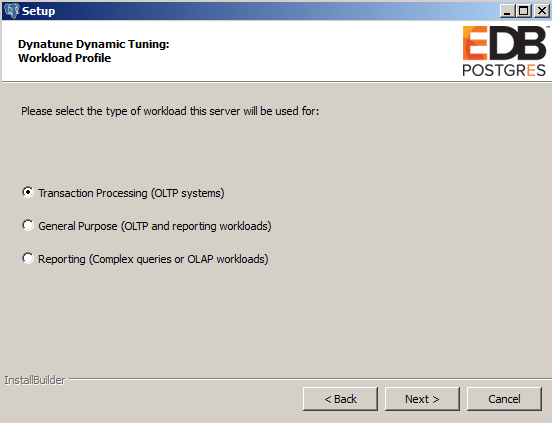 Setup
Dynatune Dynamic Tuning:
Workload Profile
EDB™
POSTGRES
Please select the type of workload this server will be used for:
Transaction Processing (OLTP systems)
General Purpose (OLTP and reporting workloads)
Reporting (Complex queries or OLAP workloads)
InstallBuilder
< Back
Next >
Cancel